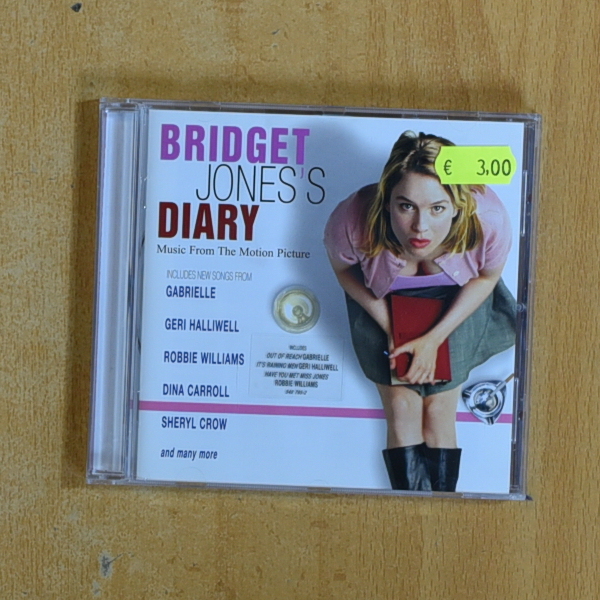 BRIDGET
JONES'S
DIARY
Music From The Motion Picture
INCLUDES NEW SONGS FROM
GABRIELLE
GERI HALLIWELL
ROBBIE WILLIAMS
DINA CARROLL
SHERYL CROW
and many more
INCLUDES
OUT OF REACH GABRIELLE
IT'S RAINING MEN GERI HALLIWELL
HAVE YOU MET MISS JONES
ROBBIE WILLIAMS
€ 3,00